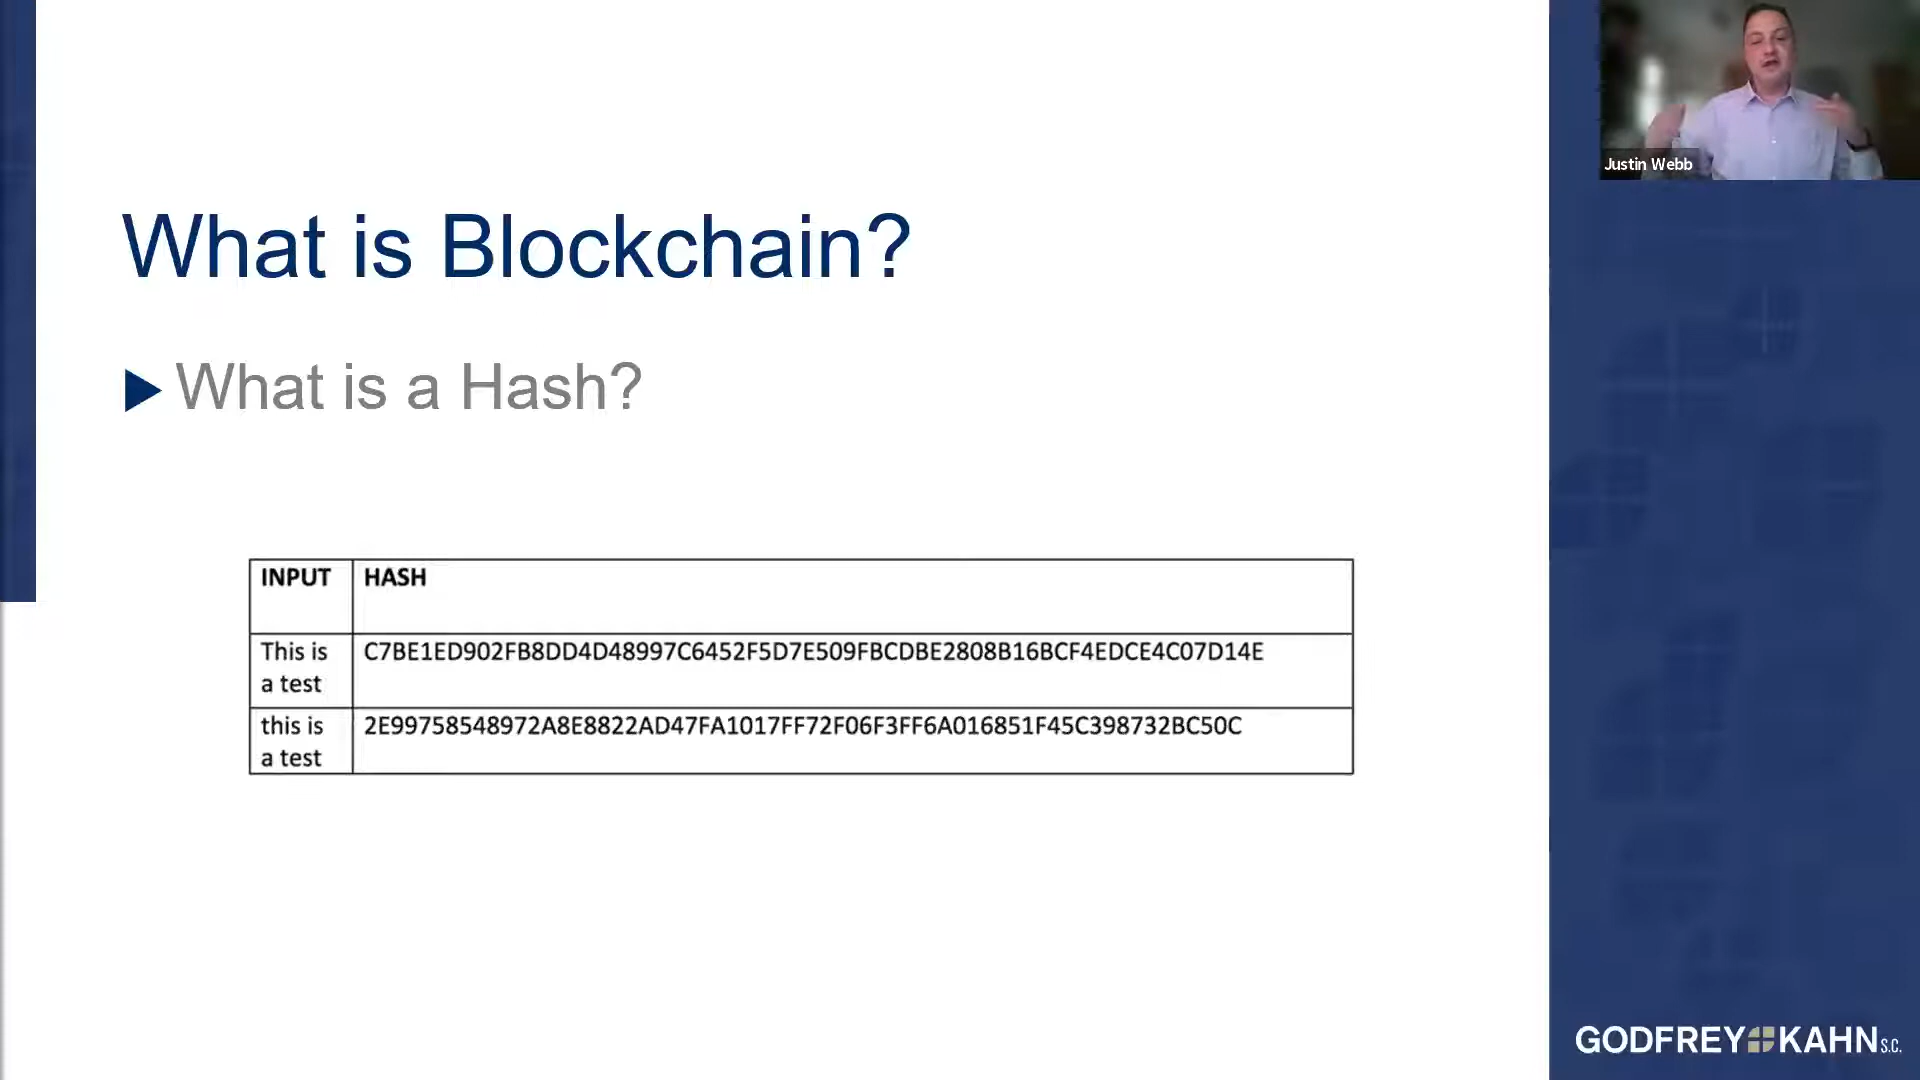 Justin Webb
What is Blockchain?
What is a Hash?
INPUT HASH
This is C7BE1ED902FB8DD4D48997C6452F5D7E509FBCDBE2808B16BCF4EDCE4C07D14E
a test
this is 2E99758548972A8E8822AD47FA1017FF72F06F3FF6A016851F45C398732BC50C
a test
GODFREY KAHN S.C.